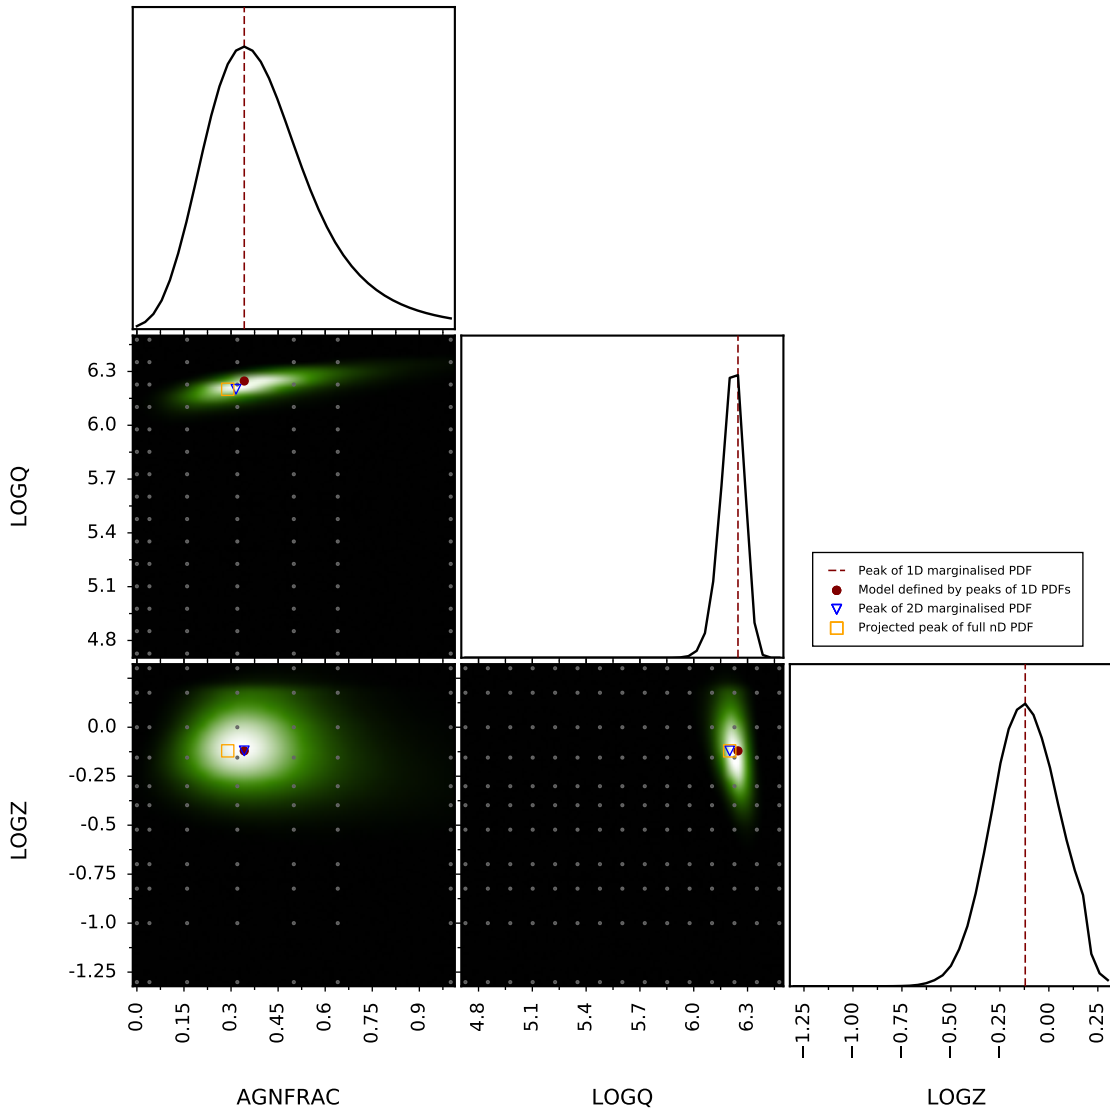 6.3
6.0
5.7
5.4
5.1
4.8
LOGQ
Peak of 1D marginalised PDF
Model defined by peaks of 1D PDFs
Peak of 2D marginalised PDF
Projected peak of full nD PDF
0.0
-0.25
-0.5
-0.75
-1.0
-1.25
LOGZ
0.0 0.15 0.3 0.45 0.6 0.75 0.9
4.8 5.1 5.4 5.7 6.0 6.3
−1.25 −1.00 −0.75 −0.50 −0.25 0.00 0.25
AGNFRAC LOGQ LOGZ